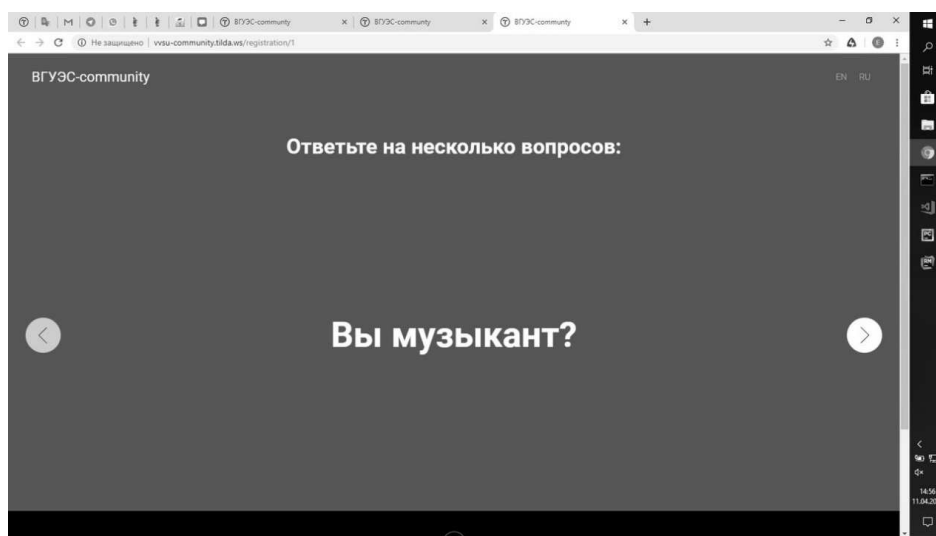 ВГУЭС-community
ВГУЭС-community
ВГУЭС-community
Не защищено | vvsu-community.tilda.ws/registration/1
ВГУЭС-community
EN RU
Ответьте на несколько вопросов:
Вы музыкант?
14:56
11.04.20